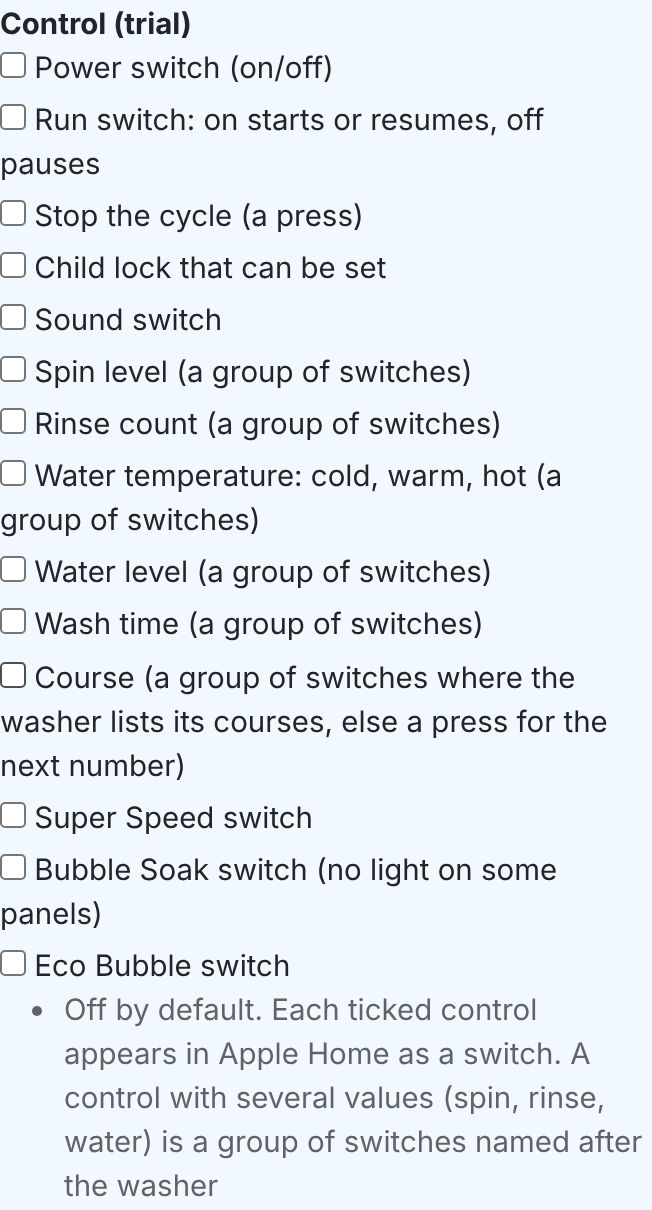 Control (trial)
Power switch (on/off)
Run switch: on starts or resumes, off
pauses
Stop the cycle (a press)
Child lock that can be set
Sound switch
Spin level (a group of switches)
Rinse count (a group of switches)
Water temperature: cold, warm, hot (a
group of switches)
Water level (a group of switches)
Wash time (a group of switches)
Course (a group of switches where the
washer lists its courses, else a press for the
next number)
Super Speed switch
Bubble Soak switch (no light on some
panels)
Eco Bubble switch
• Off by default. Each ticked control
appears in Apple Home as a switch. A
control with several values (spin, rinse,
water) is a group of switches named after
the washer